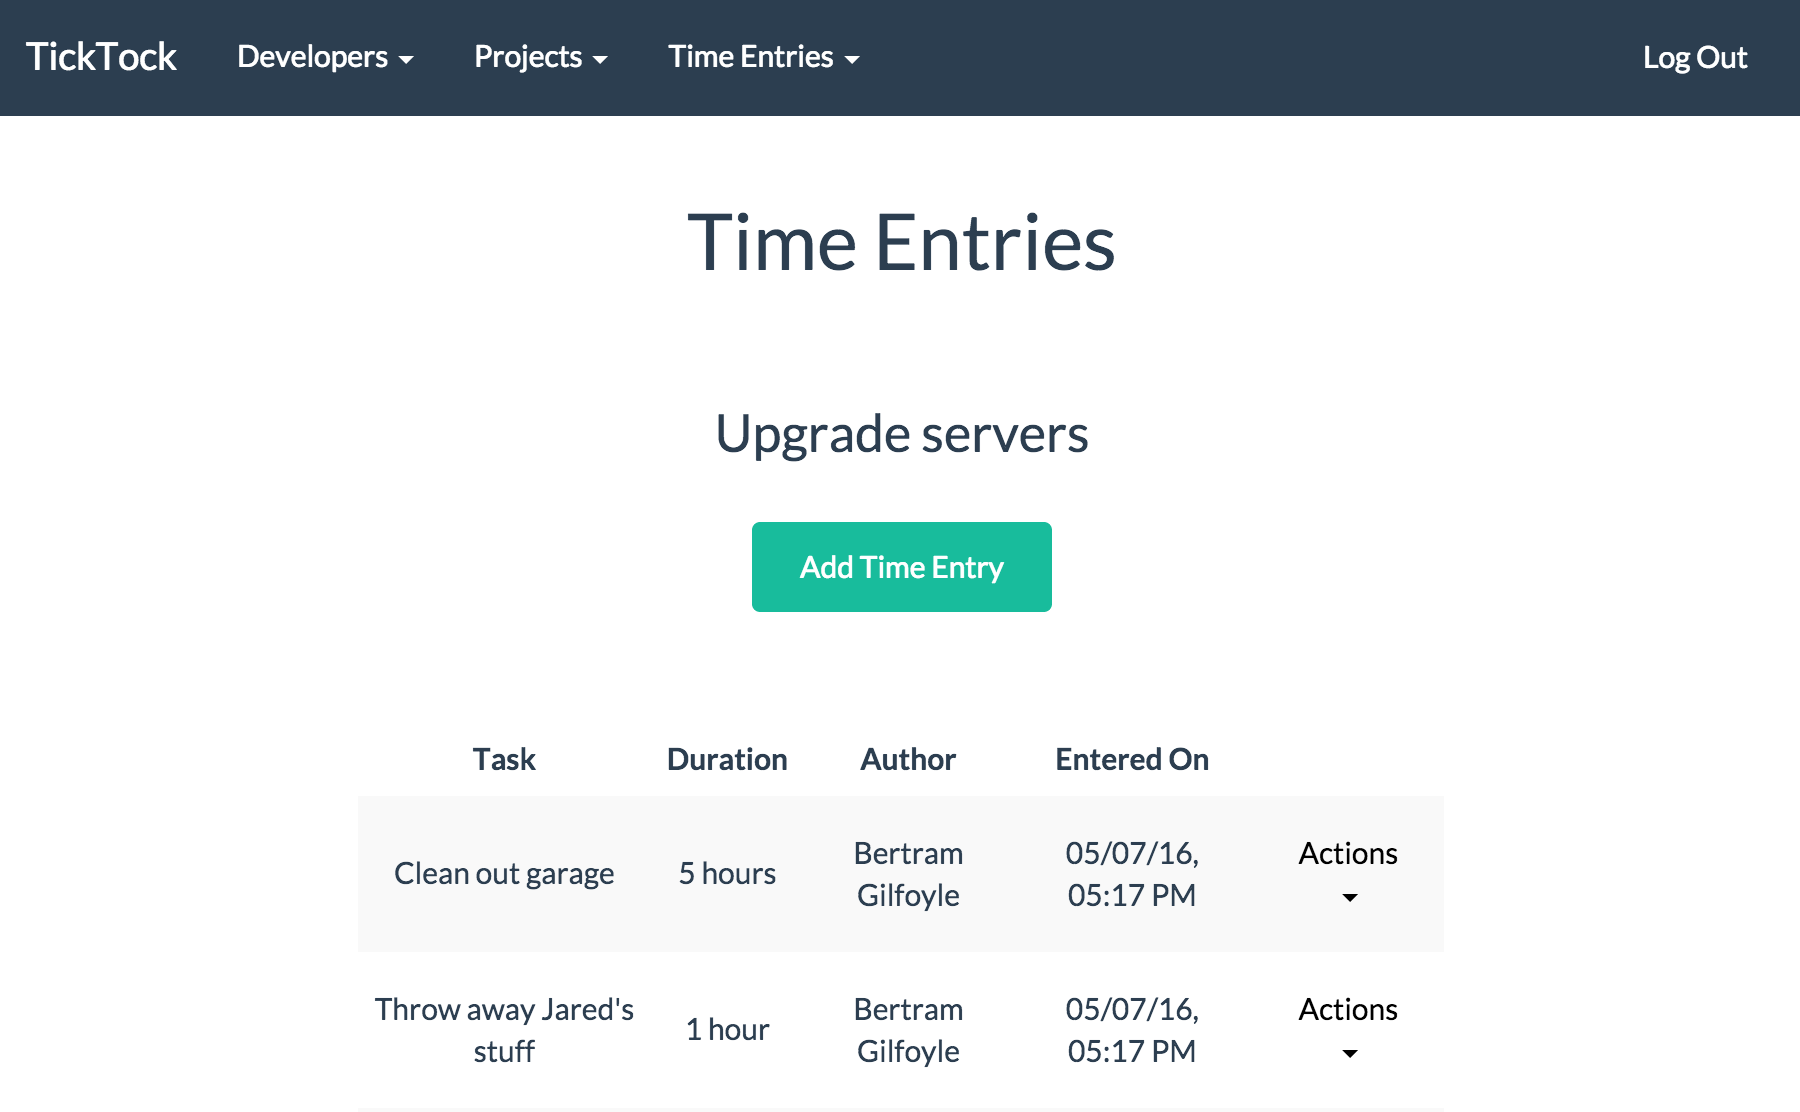 TickTock Developers Projects Time Entries Log Out
Time Entries
Upgrade servers
Add Time Entry
Task Duration Author Entered On
Clean out garage 5 hours Bertram Gilfoyle 05/07/16, 05:17 PM Actions
Throw away Jared's stuff 1 hour Bertram Gilfoyle 05/07/16, 05:17 PM Actions